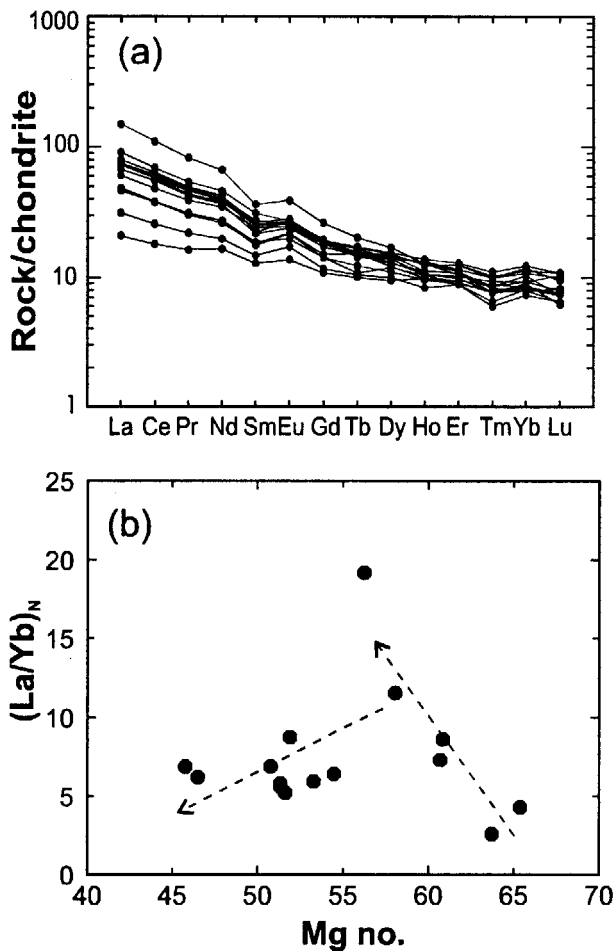 1000
(a)
100
10
1
Rock/chondrite
La Ce Pr Nd Sm Eu Gd Tb Dy Ho Er Tm Yb Lu
25
(b)
20
15
10
5
0
(La/Yb)N
40 45 50 55 60 65 70
Mg no.